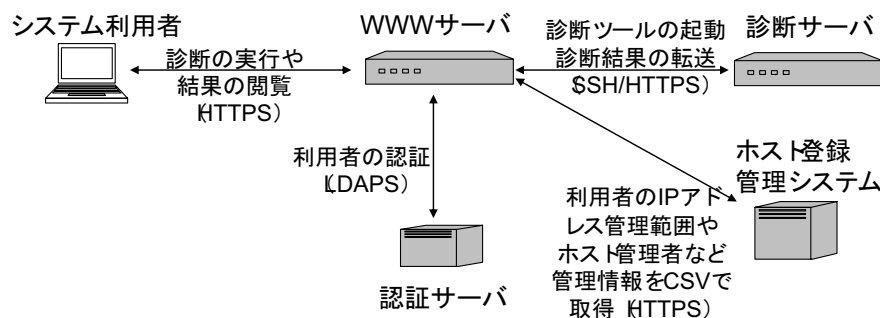 システム利用者
WWWサーバ
診断ツールの起動
診断結果の転送
(SSH/HTTPS)
診断サーバ
診断の実行や
結果の閲覧
(HTTPS)
利用者の認証
(LDAPS)
ホスト登録
管理システム
利用者のIPアド
レス管理範囲や
ホスト管理者など
管理情報をCSVで
取得 (HTTPS)
認証サーバ